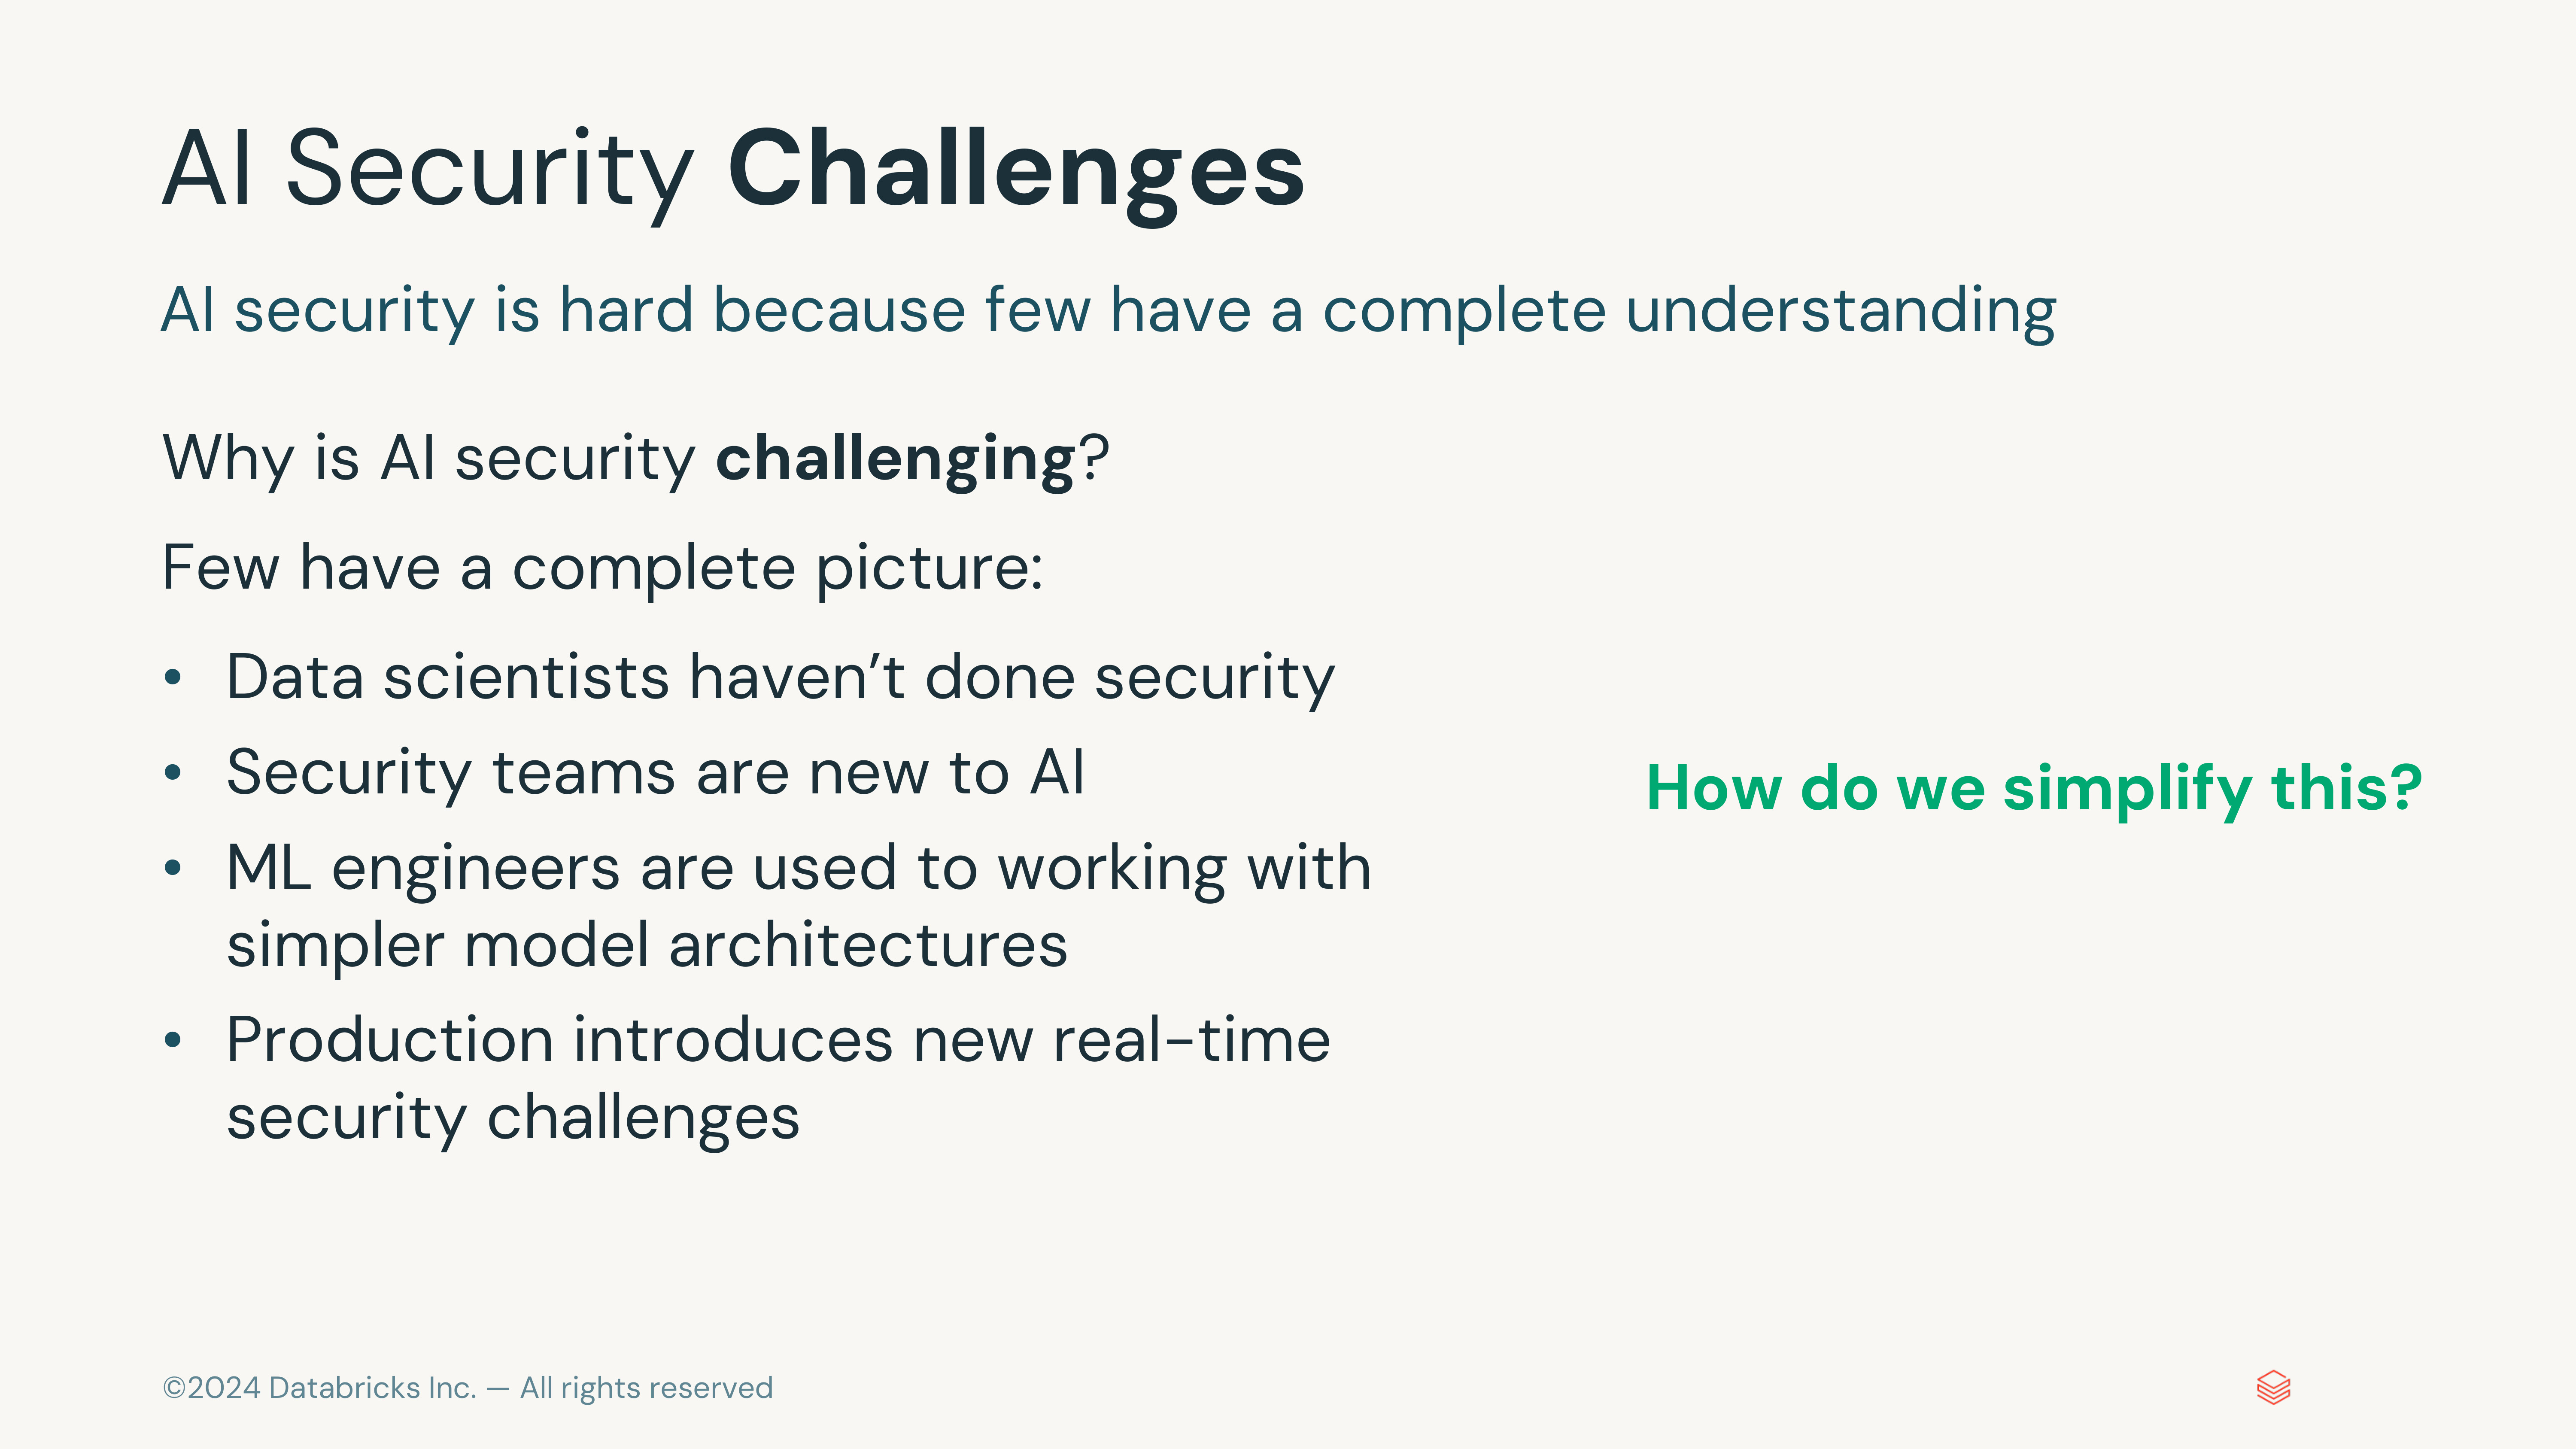 AI Security Challenges
AI security is hard because few have a complete understanding
Why is AI security challenging?
Few have a complete picture:
• Data scientists haven’t done security
• Security teams are new to AI
• ML engineers are used to working with
simpler model architectures
• Production introduces new real-time
security challenges
How do we simplify this?
©2024 Databricks Inc. — All rights reserved